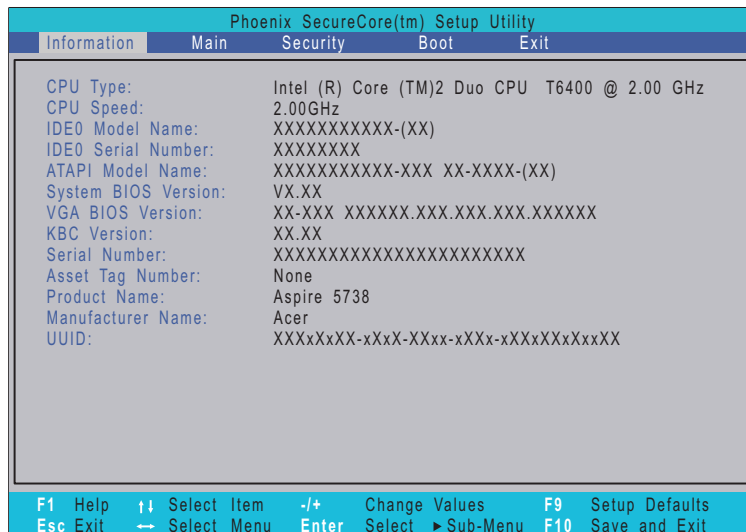 Phoenix SecureCore(tm) Setup Utility
Information Main Security Boot Exit
CPU Type: Intel (R) Core (TM)2 Duo CPU T6400 @ 2.00 GHz
CPU Speed: 2.00GHz
IDE0 Model Name: XXXXXXXXXXX-(XX)
IDE0 Serial Number: XXXXXXXX
ATAPI Model Name: XXXXXXXXXXX-XXX XX-XXXX-(XX)
System BIOS Version: VX.XX
VGA BIOS Version: XX-XXX XXXXXX.XXX.XXX.XXX.XXXXXX
KBC Version: XX.XX
Serial Number: XXXXXXXXXXXXXXXXXXXXXXX
Asset Tag Number: None
Product Name: Aspire 5738
Manufacturer Name: Acer
UUID: XXXxXxXX-xXxX-XXxx-xXXx-xXXxXXxXxxXX
F1 Help ↑↓ Select Item -/+ Change Values F9 Setup Defaults
Esc Exit ↔ Select Menu Enter Select ►Sub-Menu F10 Save and Exit